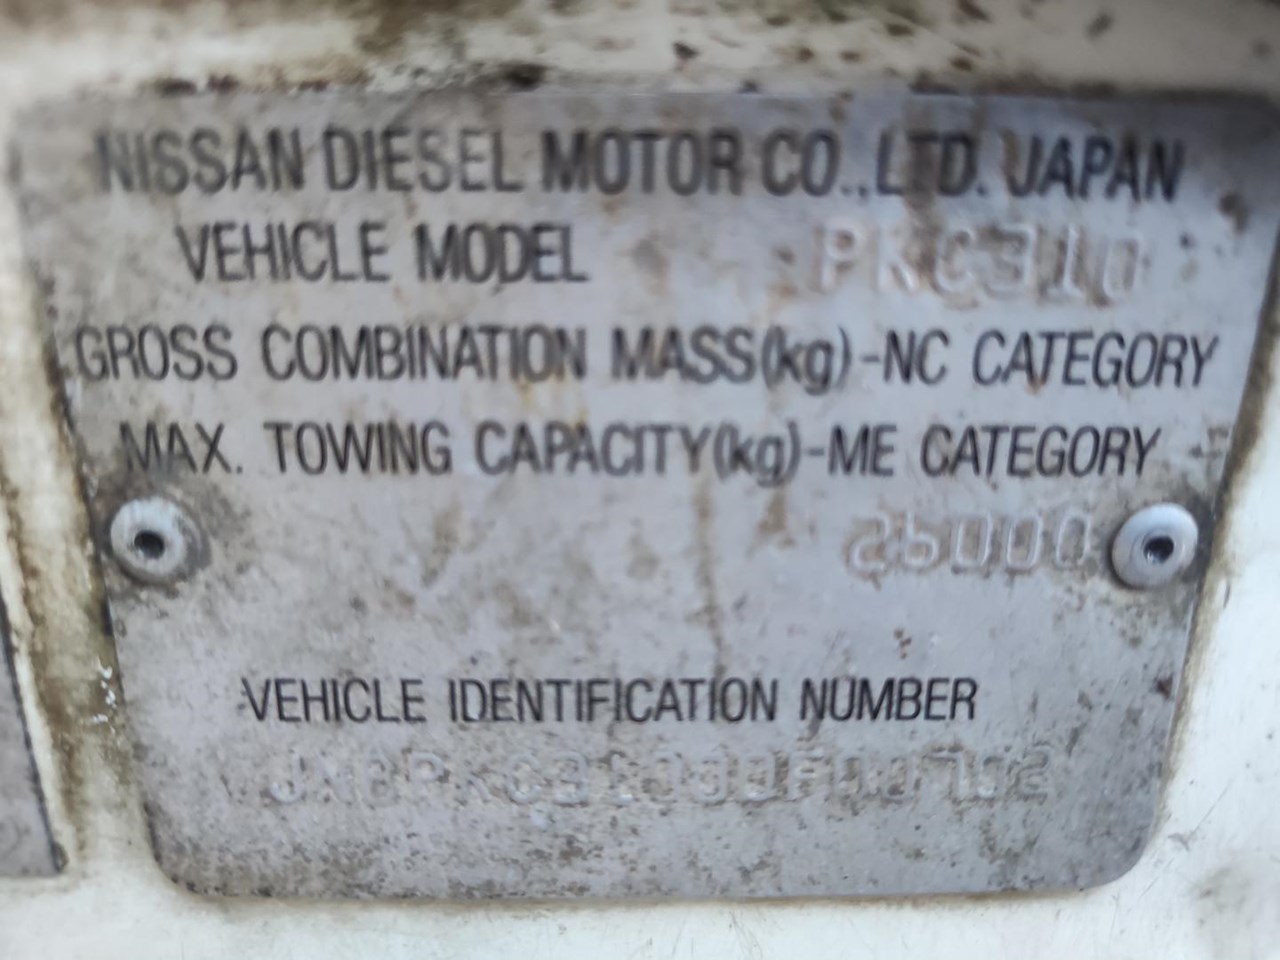 NISSAN DIESEL MOTOR CO.,LTD. JAPAN
VEHICLE MODEL PKC310
GROSS COMBINATION MASS(kg)-NC CATEGORY
MAX. TOWING CAPACITY(kg)-ME CATEGORY
26000
VEHICLE IDENTIFICATION NUMBER